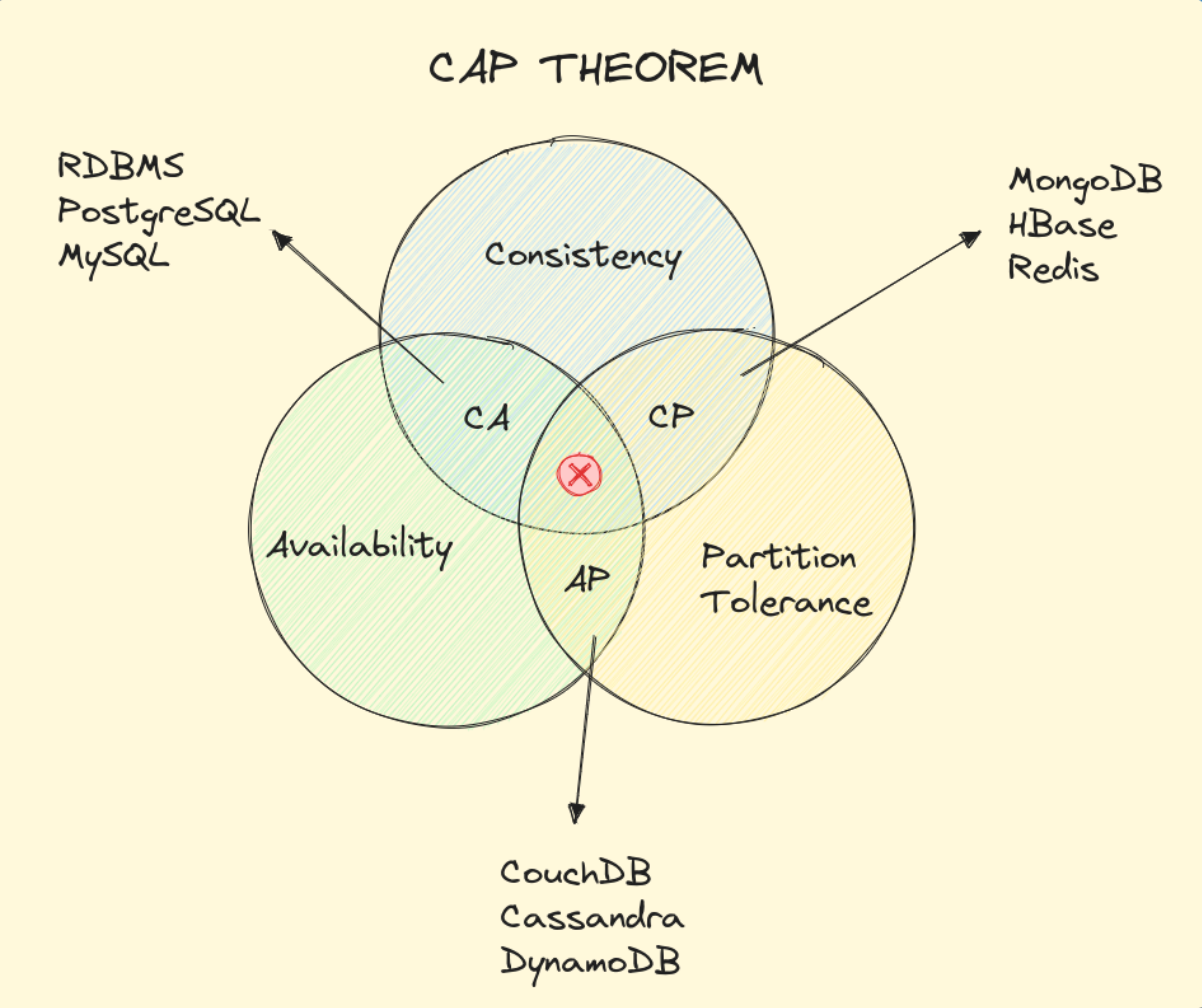 CAP THEOREM
RDBMS
PostgreSQL
MySQL
MongoDB
HBase
Redis
Consistency
CA
CP
Availability
Partition
Tolerance
AP
CouchDB
Cassandra
DynamoDB